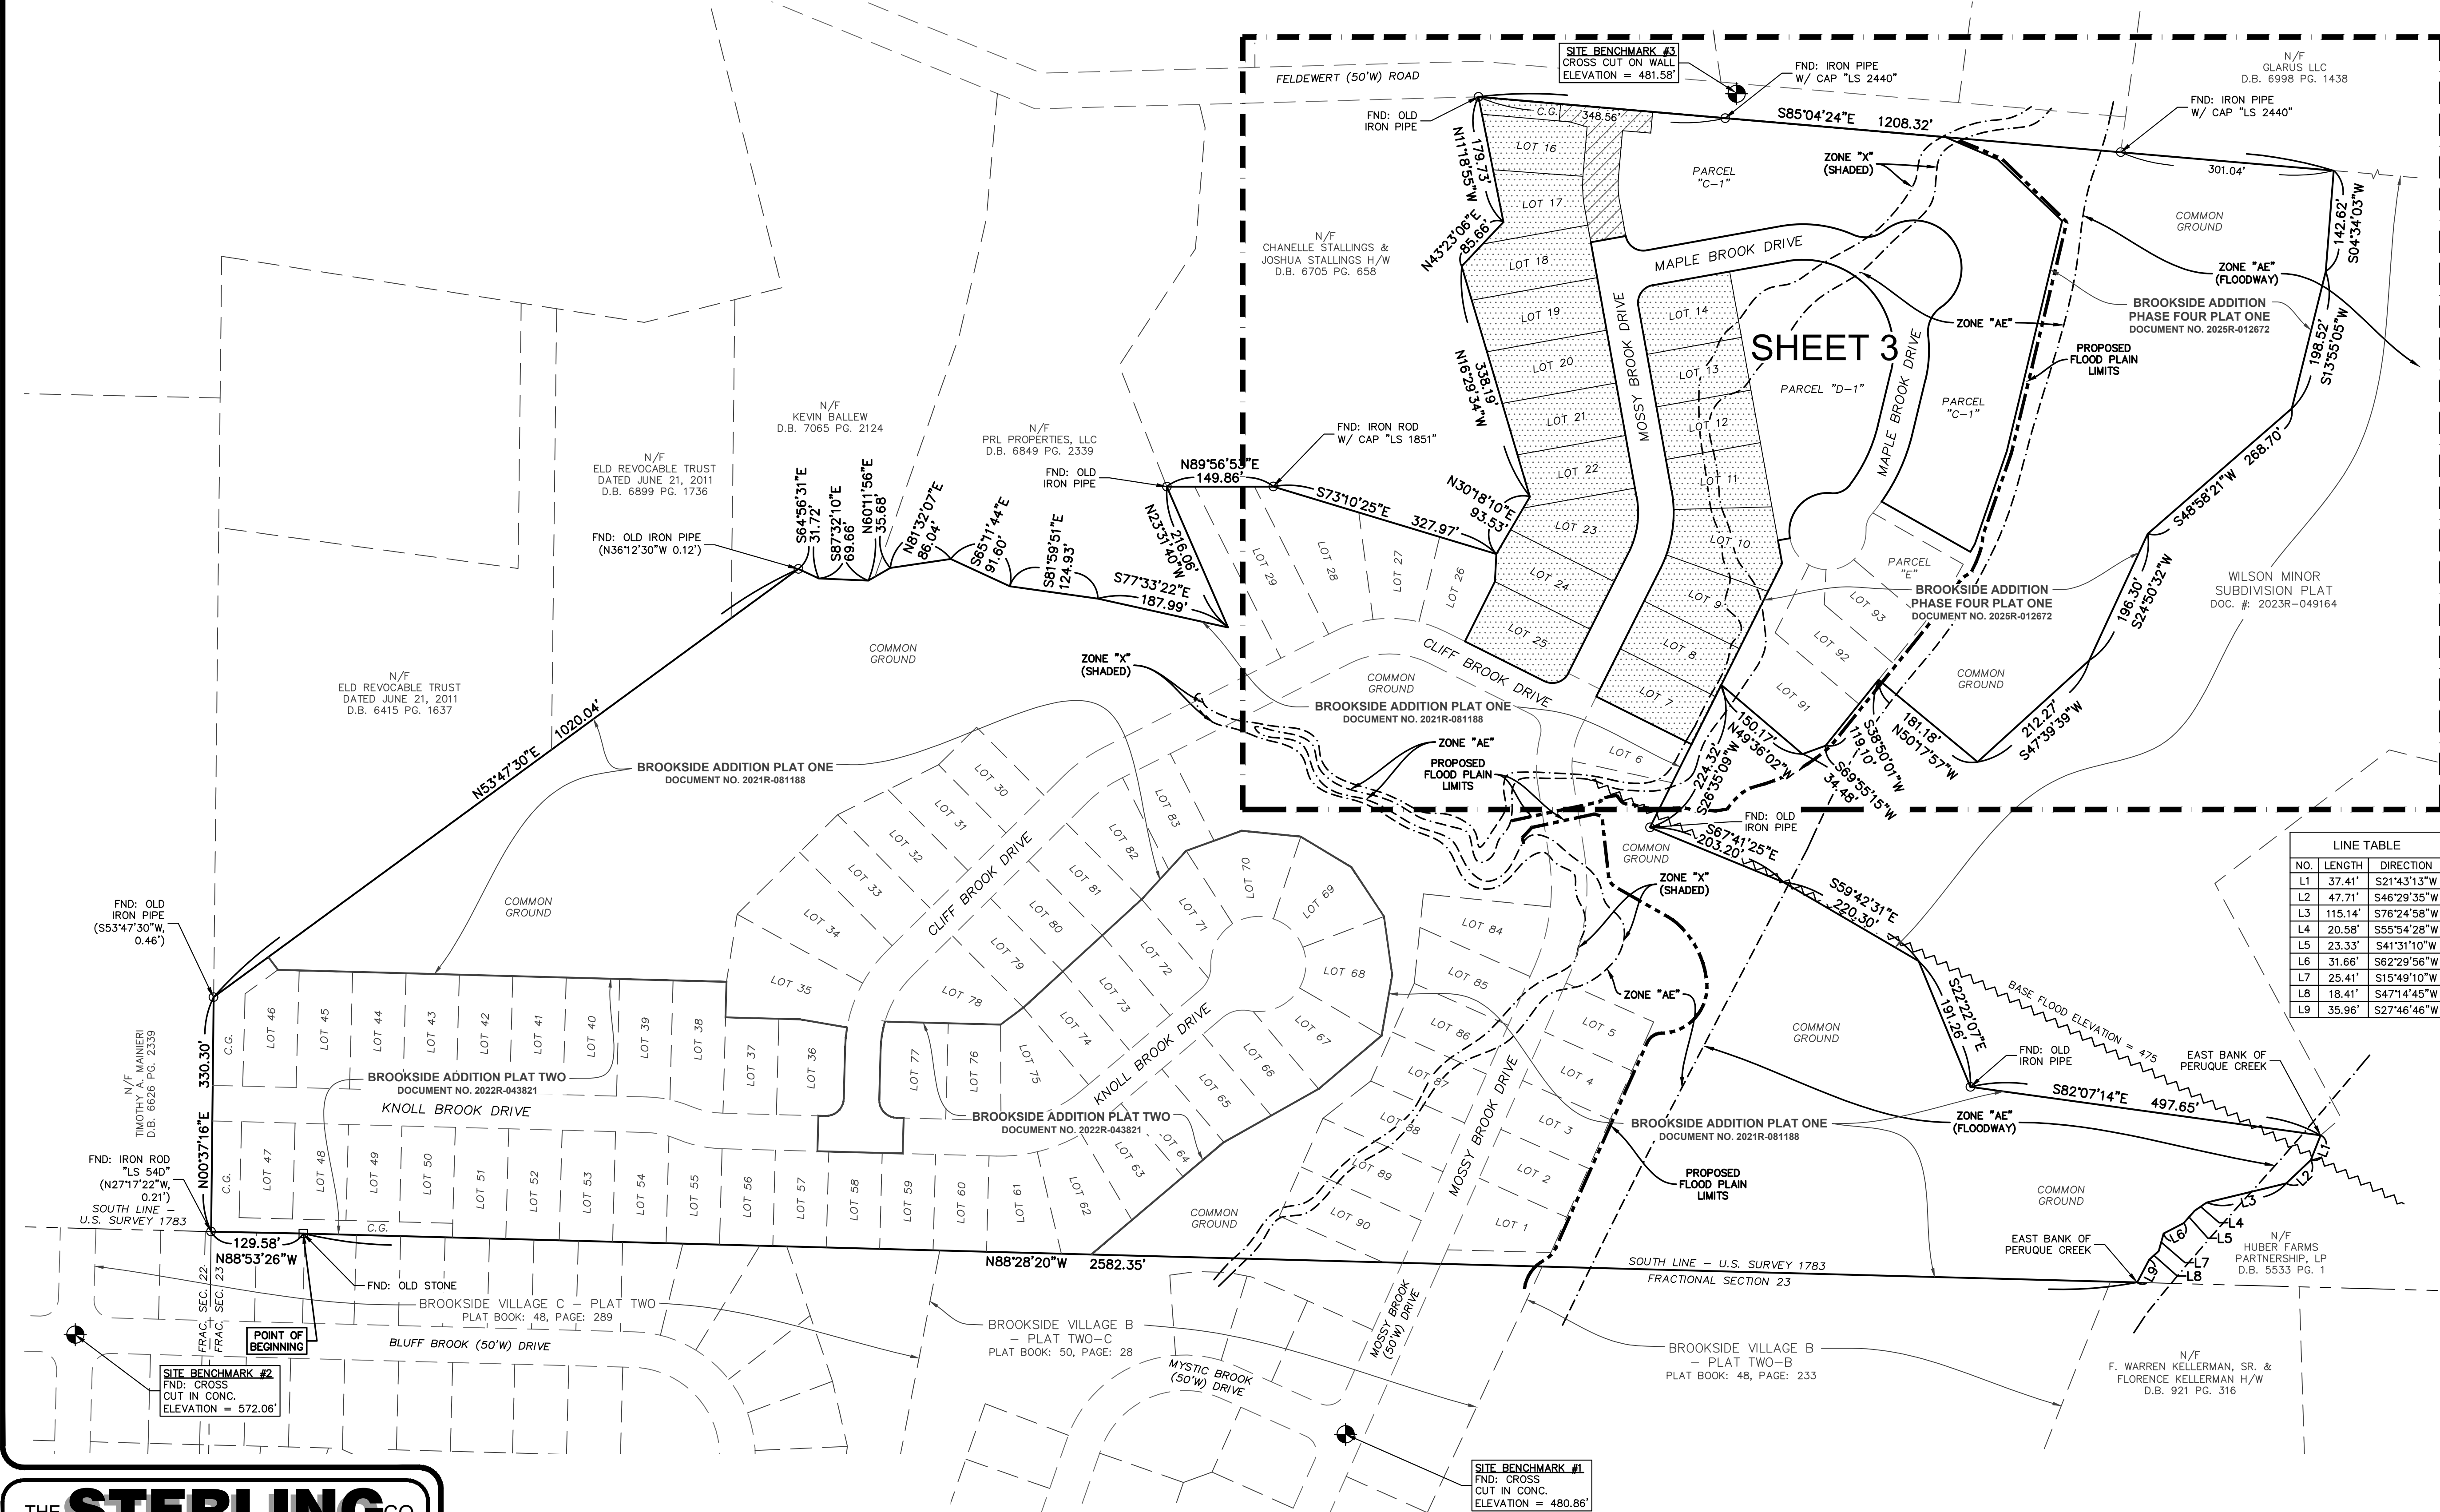 SITE BENCHMARK #3
CROSS CUT ON WALL
ELEVATION = 481.58'
FELDEWERT (50'W) ROAD
FND: IRON PIPE
W/ CAP "LS 2440"
N/F
GLARUS LLC
D.B. 6998 PG. 1438
FND: IRON PIPE
W/ CAP "LS 2440"
FND: OLD
IRON PIPE
C.G.
348.56'
S85°04'24"E 1208.32'
301.04'
N11°18'55"W
179.73'
N43°23'06"E
85.66'
N16°29'34"W
338.19'
N30°18'10"E
93.53'
LOT 16
LOT 17
LOT 18
LOT 19
LOT 20
LOT 21
LOT 22
LOT 23
LOT 24
LOT 25
PARCEL
"C-1"
ZONE "X"
(SHADED)
COMMON
GROUND
142.62'
S04°34'03"W
ZONE "AE"
(FLOODWAY)
BROOKSIDE ADDITION
PHASE FOUR PLAT ONE
DOCUMENT NO. 2025R-012672
198.52'
S13°55'05"W
N/F
CHANELLE STALLINGS &
JOSHUA STALLINGS H/W
D.B. 6705 PG. 658
MAPLE BROOK DRIVE
MOSSY BROOK DRIVE
LOT 14
LOT 13
LOT 12
LOT 11
LOT 10
LOT 9
LOT 8
LOT 7
LOT 6
SHEET 3
PARCEL "D-1"
MAPLE BROOK DRIVE
ZONE "AE"
PROPOSED
FLOOD PLAIN
LIMITS
PARCEL
"C-1"
S48°58'21"W 268.70'
196.30'
S24°50'32"W
WILSON MINOR
SUBDIVISION PLAT
DOC. #: 2023R-049164
N/F
KEVIN BALLEW
D.B. 7065 PG. 2124
N/F
PRL PROPERTIES, LLC
D.B. 6849 PG. 2339
FND: IRON ROD
W/ CAP "LS 1851"
N/F
ELD REVOCABLE TRUST
DATED JUNE 21, 2011
D.B. 6899 PG. 1736
FND: OLD
IRON PIPE
N89°56'53"E
149.86'
S73°10'25"E 327.97'
N23°31'40"W
216.06'
FND: OLD IRON PIPE
(N36°12'30"W 0.12')
S64°56'31"E
31.72'
S87°32'10"E
69.66'
N60°11'56"E
35.68'
N81°32'07"E
86.04'
S65°11'44"E
91.60'
S81°59'51"E
124.93'
S77°33'22"E
187.99'
LOT 29
LOT 28
LOT 27
LOT 26
PARCEL
"E"
BROOKSIDE ADDITION
PHASE FOUR PLAT ONE
DOCUMENT NO. 2025R-012672
LOT 93
LOT 92
LOT 91
COMMON
GROUND
N/F
ELD REVOCABLE TRUST
DATED JUNE 21, 2011
D.B. 6415 PG. 1637
COMMON
GROUND
ZONE "X"
(SHADED)
COMMON
GROUND
CLIFF BROOK DRIVE
BROOKSIDE ADDITION PLAT ONE
DOCUMENT NO. 2021R-081188
ZONE "AE"
PROPOSED
FLOOD PLAIN
LIMITS
224.32'
S26°35'09"W
150.17'
N49°36'02"W
S38°50'01"W
119.10'
S69°55'15"W
34.48'
181.18'
N50°17'57"W
212.27'
S47°39'39"W
N53°47'30"E 1020.04'
BROOKSIDE ADDITION PLAT ONE
DOCUMENT NO. 2021R-081188
FND: OLD
IRON PIPE
S67°41'25"E
203.20'
COMMON
GROUND
ZONE "X"
(SHADED)
S59°42'31"E
220.30'
S22°22'07"E
191.26'
BASE FLOOD ELEVATION = 475
LINE TABLE
NO. LENGTH DIRECTION
L1 37.41' S21°43'13"W
L2 47.71' S46°29'35"W
L3 115.14' S76°24'58"W
L4 20.58' S55°54'28"W
L5 23.33' S41°31'10"W
L6 31.66' S62°29'56"W
L7 25.41' S15°49'10"W
L8 18.41' S47°14'45"W
L9 35.96' S27°46'46"W
LOT 30
LOT 31
LOT 32
LOT 33
LOT 34
LOT 35
CLIFF BROOK DRIVE
LOT 83
LOT 82
LOT 81
LOT 80
LOT 79
LOT 78
LOT 70
LOT 69
LOT 68
LOT 67
LOT 66
LOT 65
LOT 71
LOT 72
LOT 73
LOT 74
LOT 75
KNOLL BROOK DRIVE
COMMON
GROUND
FND: OLD
IRON PIPE
(S53°47'30"W,
0.46')
N/F
TIMOTHY A. MAINIERI
D.B. 6626 PG. 2339
N00°37'16"E 330.30'
C.G.
LOT 46
LOT 45
LOT 44
LOT 43
LOT 42
LOT 41
LOT 40
LOT 39
LOT 38
LOT 37
LOT 36
LOT 77
LOT 76
BROOKSIDE ADDITION PLAT TWO
DOCUMENT NO. 2022R-043821
KNOLL BROOK DRIVE
BROOKSIDE ADDITION PLAT TWO
DOCUMENT NO. 2022R-043821
C.G.
LOT 47
LOT 48
LOT 49
LOT 50
LOT 51
LOT 52
LOT 53
LOT 54
LOT 55
LOT 56
LOT 57
LOT 58
LOT 59
LOT 60
LOT 61
LOT 62
LOT 63
OT 64
C.G.
LOT 84
LOT 85
LOT 86
LOT 87
LOT 88
LOT 89
LOT 90
MOSSY BROOK DRIVE
LOT 5
LOT 4
LOT 3
LOT 2
LOT 1
ZONE "AE"
COMMON
GROUND
FND: OLD
IRON PIPE
EAST BANK OF
PERUQUE CREEK
S82°07'14"E 497.65'
BROOKSIDE ADDITION PLAT ONE
DOCUMENT NO. 2021R-081188
ZONE "AE"
(FLOODWAY)
PROPOSED
FLOOD PLAIN
LIMITS
COMMON
GROUND
COMMON
GROUND
L1
L2
L3
L4
L5
L6
L7
L8
L9
EAST BANK OF
PERUQUE CREEK
N/F
HUBER FARMS
PARTNERSHIP, LP
D.B. 5533 PG. 1
FND: IRON ROD
"LS 54D"
(N27°17'22"W,
0.21')
SOUTH LINE -
U.S. SURVEY 1783
129.58'
N88°53'26"W
FND: OLD STONE
FRAC. SEC. 22
FRAC. SEC. 23
N88°28'20"W 2582.35'
SOUTH LINE - U.S. SURVEY 1783
FRACTIONAL SECTION 23
BROOKSIDE VILLAGE C - PLAT TWO
PLAT BOOK: 48, PAGE: 289
POINT OF
BEGINNING
BLUFF BROOK (50'W) DRIVE
BROOKSIDE VILLAGE B
- PLAT TWO-C
PLAT BOOK: 50, PAGE: 28
MOSSY BROOK
(50'W) DRIVE
MYSTIC BROOK
(50'W) DRIVE
BROOKSIDE VILLAGE B
- PLAT TWO-B
PLAT BOOK: 48, PAGE: 233
N/F
F. WARREN KELLERMAN, SR. &
FLORENCE KELLERMAN H/W
D.B. 921 PG. 316
SITE BENCHMARK #2
FND: CROSS
CUT IN CONC.
ELEVATION = 572.06'
SITE BENCHMARK #1
FND: CROSS
CUT IN CONC.
ELEVATION = 480.86'
THE STERLING CO